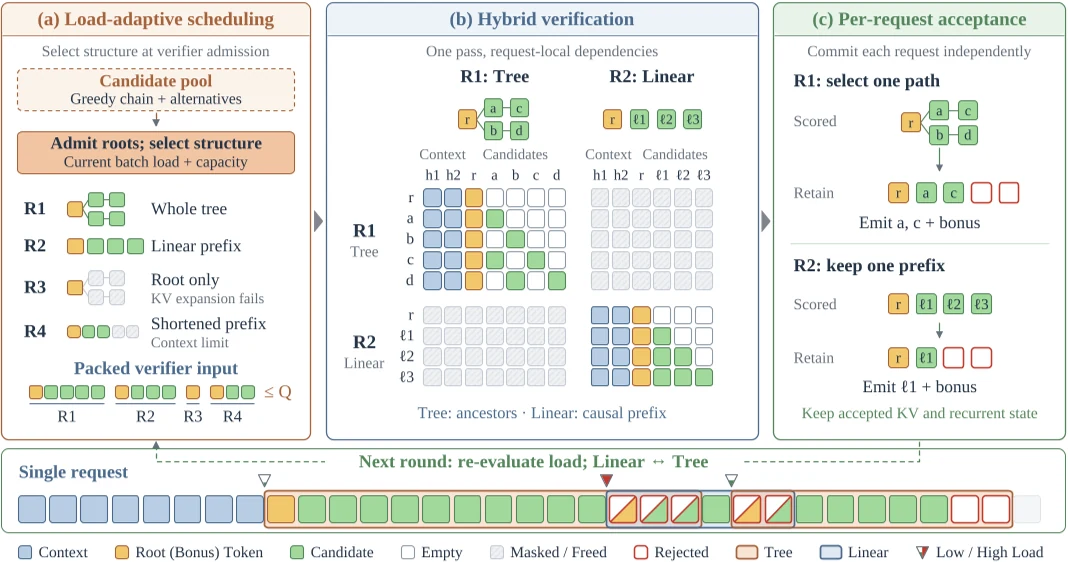 (a) Load-adaptive scheduling
Select structure at verifier admission
Candidate pool
Greedy chain + alternatives
Admit roots; select structure
Current batch load + capacity
R1
Whole tree
R2
Linear prefix
R3
Root only
KV expansion fails
R4
Shortened prefix
Context limit
Packed verifier input
≤ Q
R1 R2 R3 R4
(b) Hybrid verification
One pass, request-local dependencies
R1: Tree
R2: Linear
r a c b d
r ℓ1 ℓ2 ℓ3
Context Candidates
Context Candidates
h1 h2 r a b c d
h1 h2 r ℓ1 ℓ2 ℓ3
R1
Tree
r
a
b
c
d
R2
Linear
r
ℓ1
ℓ2
ℓ3
Tree: ancestors · Linear: causal prefix
(c) Per-request acceptance
Commit each request independently
R1: select one path
Scored
r a c b d
Retain
r a c
Emit a, c + bonus
R2: keep one prefix
Scored
r ℓ1 ℓ2 ℓ3
Retain
r ℓ1
Emit ℓ1 + bonus
Keep accepted KV and recurrent state
Next round: re-evaluate load; Linear ↔ Tree
Single request
Context
Root (Bonus) Token
Candidate
Empty
Masked / Freed
Rejected
Tree
Linear
Low / High Load